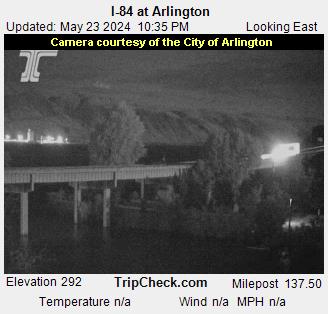 I-84 at Arlington
Updated: May 23 2024 10:35 PM Looking East
Camera courtesy of the City of Arlington
Elevation 292 TripCheck.com Milepost 137.50
Temperature n/a Wind n/a MPH n/a